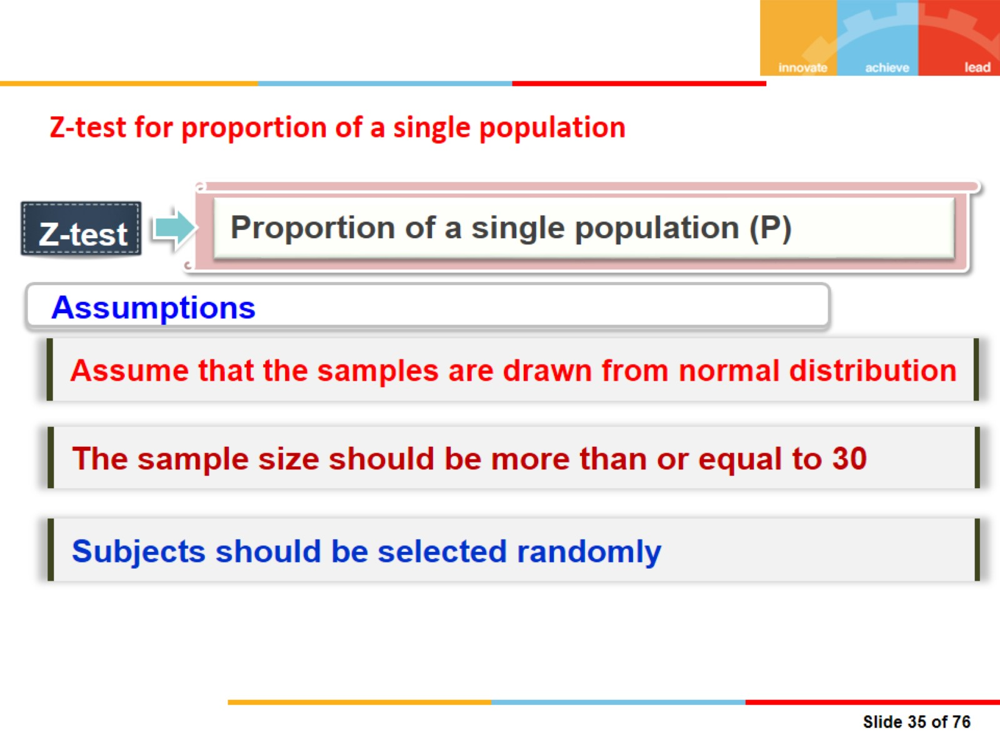 innovate achieve lead
Z-test for proportion of a single population
Z-test
Proportion of a single population (P)
Assumptions
Assume that the samples are drawn from normal distribution
The sample size should be more than or equal to 30
Subjects should be selected randomly
Slide 35 of 76